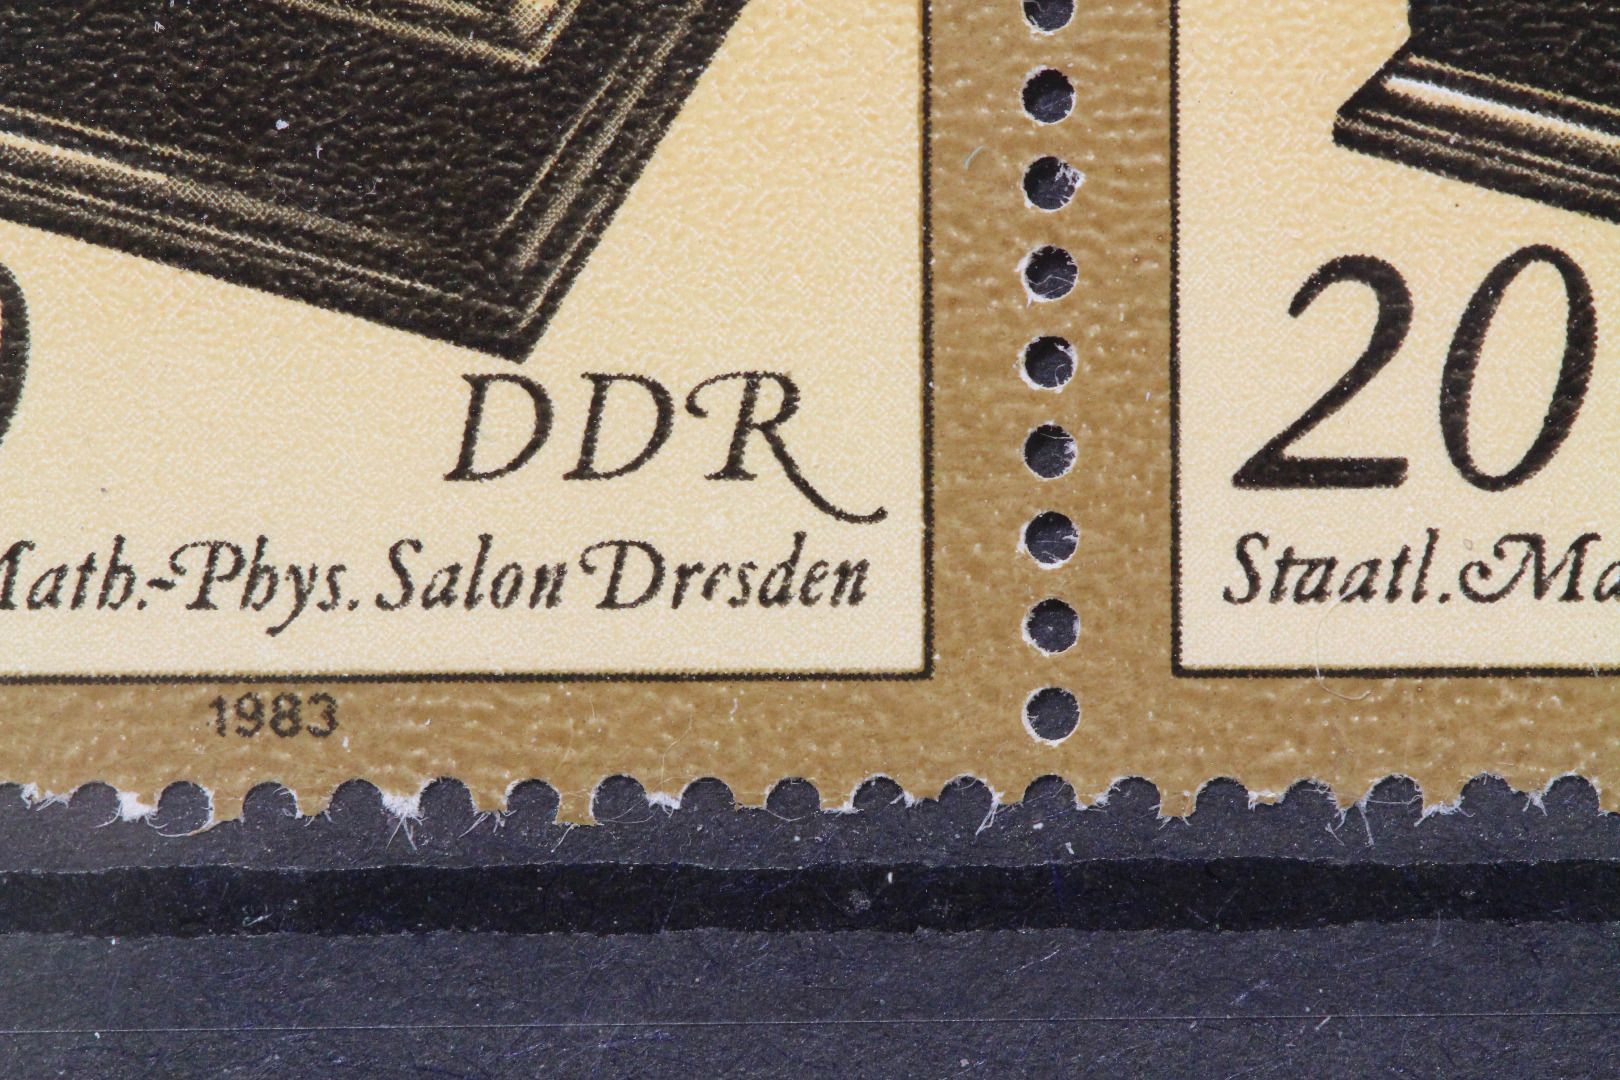 DDR
Math.-Phys. Salon Dresden
1983
20
Staatl. Ma